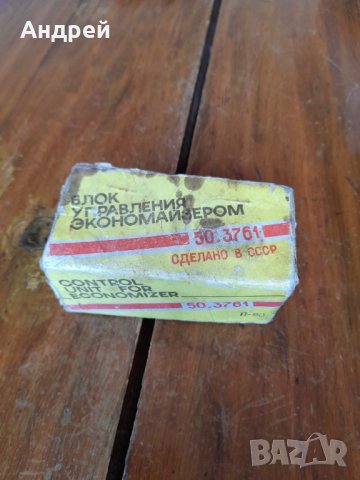 Андрей
БЛОК
УПРАВЛЕНИЯ
ЭКОНОМАЙЗЕРОМ
50.3761
СДЕЛАНО В СССР
CONTROL
UNIT FOR
ECONOMIZER
50.3761
BAZAR